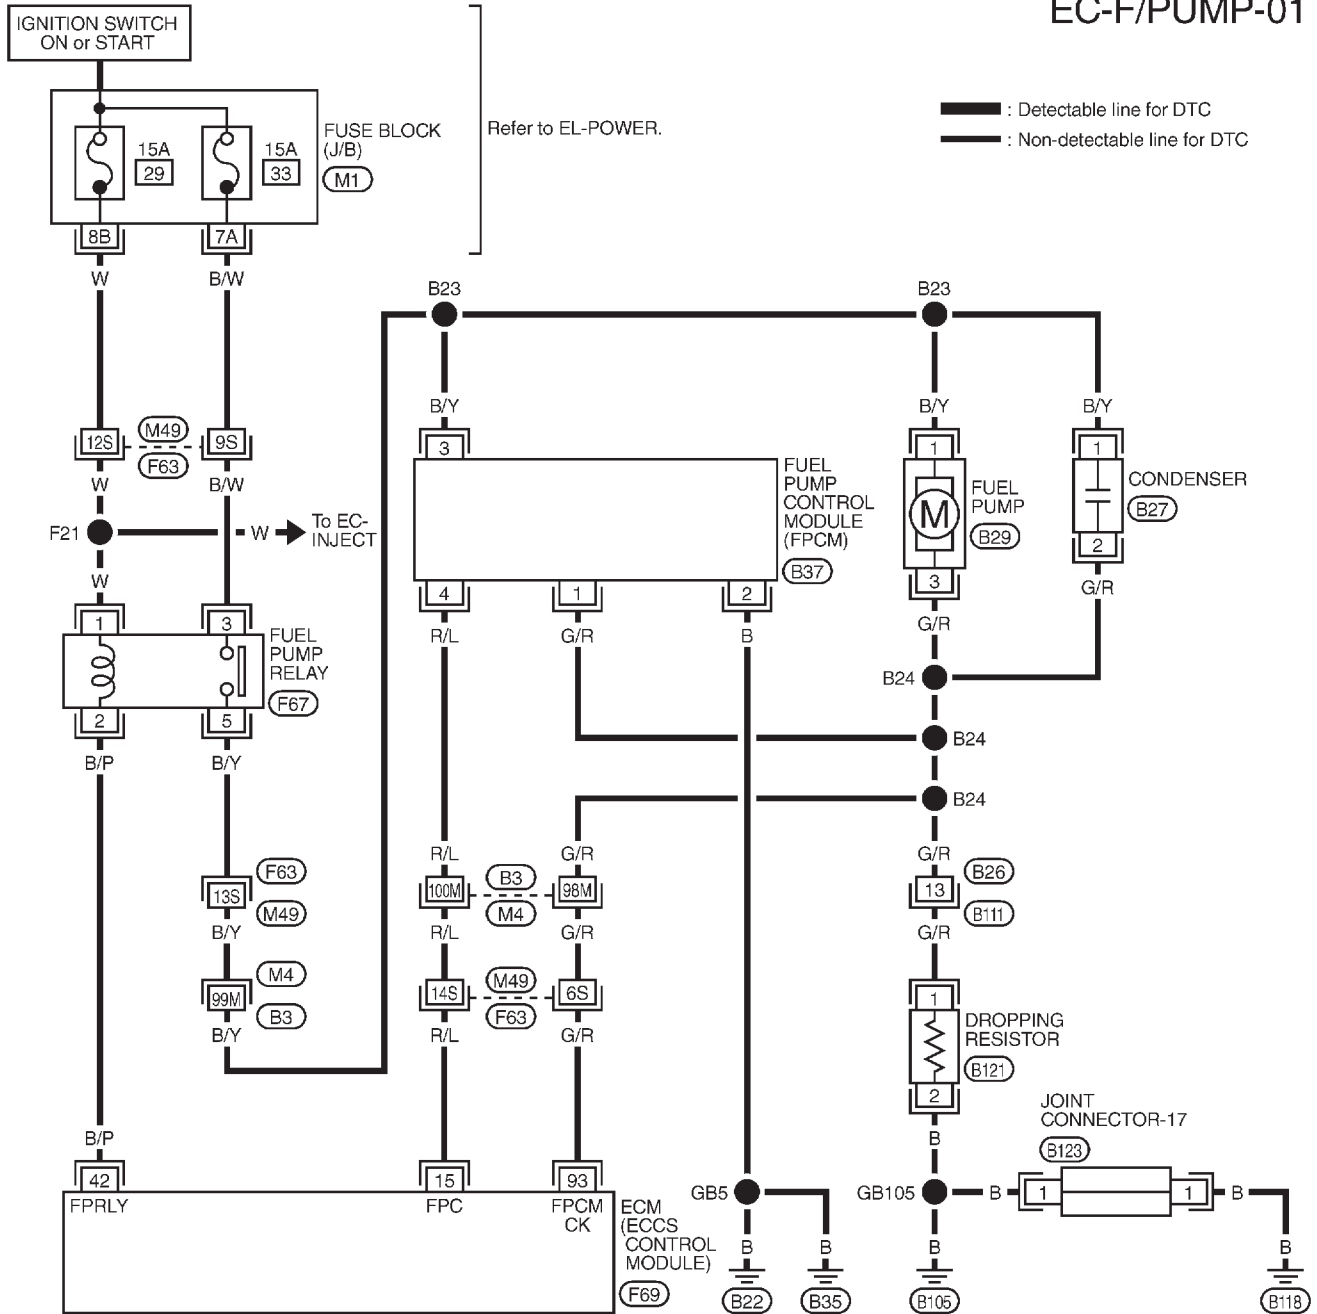 EC-F/PUMP-01
IGNITION SWITCH
ON or START
: Detectable line for DTC
: Non-detectable line for DTC
FUSE BLOCK
(J/B)
M1
Refer to EL-POWER.
15A
29
15A
33
8B
7A
W
B/W
B23
B23
B/Y
B/Y
B/Y
12S
M49
F63
9S
W
B/W
3
1
1
FUEL
PUMP
CONTROL
MODULE
(FPCM)
B37
M
FUEL
PUMP
B29
CONDENSER
B27
F21
W
To EC-
INJECT
W
4
1
2
3
2
1
3
FUEL
PUMP
RELAY
F67
R/L
G/R
B
G/R
G/R
2
5
B24
B/P
B/Y
B24
B24
R/L
G/R
G/R
F63
13S
M49
B/Y
100M
B3
M4
98M
13
B26
B111
R/L
G/R
G/R
M4
99M
B3
B/Y
14S
M49
F63
6S
R/L
G/R
1
DROPPING
RESISTOR
B121
2
B
JOINT
CONNECTOR-17
B123
B/P
42
15
93
FPRLY
FPC
FPCM
CK
ECM
(ECCS
CONTROL
MODULE)
F69
GB5
GB105
B
1
1
B
B
B
B
B
B22
B35
B105
B118